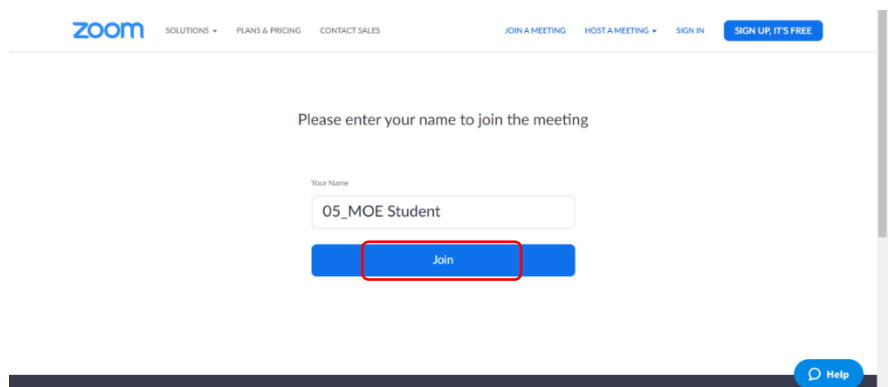 zoom SOLUTIONS PLANS & PRICING CONTACT SALES JOIN A MEETING HOST A MEETING SIGN IN SIGN UP, IT'S FREE
Please enter your name to join the meeting
Your Name
05_MOE Student
Join
Help